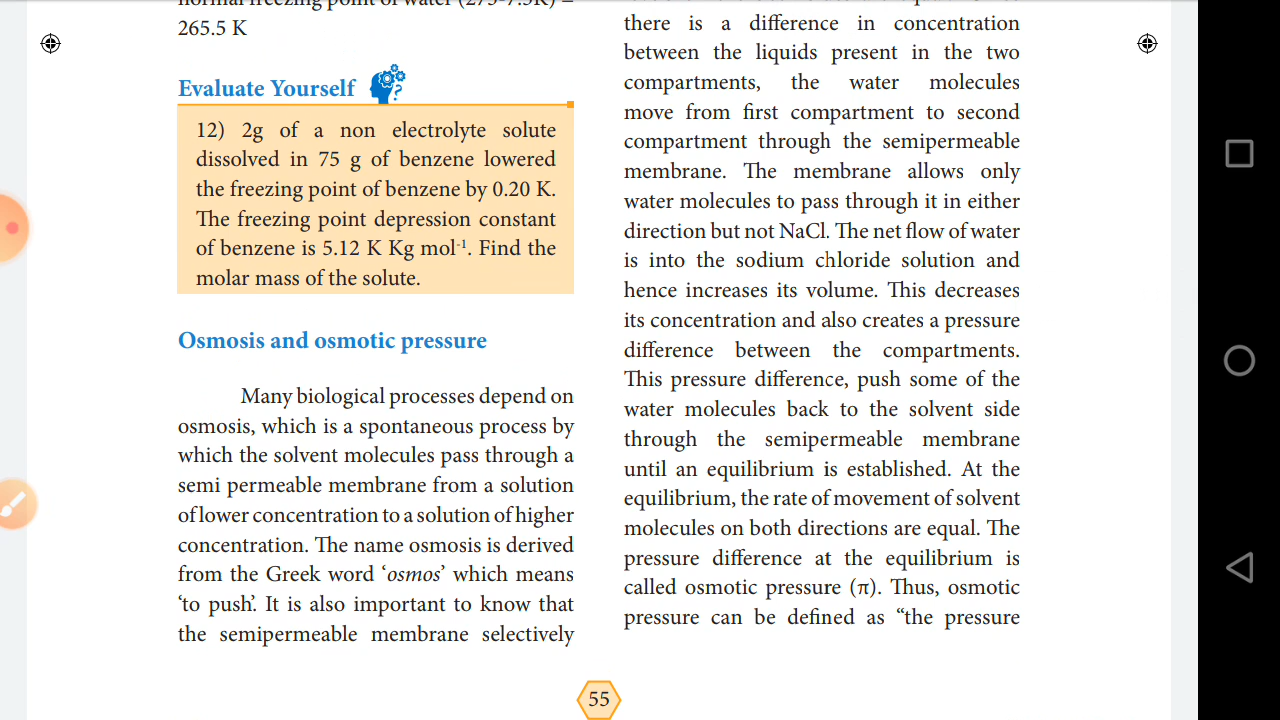 normal freezing point of water (273-7.5K) =
265.5 K
Evaluate Yourself
12) 2g of a non electrolyte solute
dissolved in 75 g of benzene lowered
the freezing point of benzene by 0.20 K.
The freezing point depression constant
of benzene is 5.12 K Kg mol-1. Find the
molar mass of the solute.
Osmosis and osmotic pressure
Many biological processes depend on
osmosis, which is a spontaneous process by
which the solvent molecules pass through a
semi permeable membrane from a solution
of lower concentration to a solution of higher
concentration. The name osmosis is derived
from the Greek word ‘osmos’ which means
‘to push’. It is also important to know that
the semipermeable membrane selectively
there is a difference in concentration
between the liquids present in the two
compartments, the water molecules
move from first compartment to second
compartment through the semipermeable
membrane. The membrane allows only
water molecules to pass through it in either
direction but not NaCl. The net flow of water
is into the sodium chloride solution and
hence increases its volume. This decreases
its concentration and also creates a pressure
difference between the compartments.
This pressure difference, push some of the
water molecules back to the solvent side
through the semipermeable membrane
until an equilibrium is established. At the
equilibrium, the rate of movement of solvent
molecules on both directions are equal. The
pressure difference at the equilibrium is
called osmotic pressure (π). Thus, osmotic
pressure can be defined as “the pressure
55